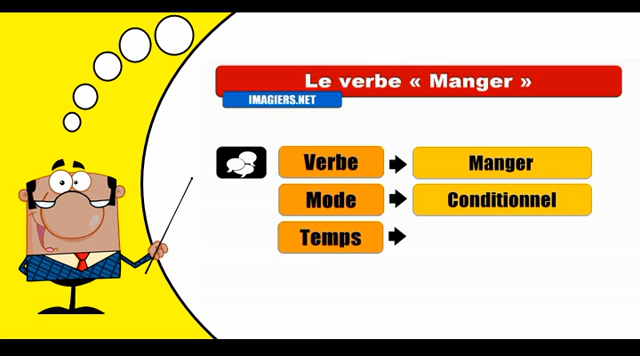 Le verbe « Manger »
IMAGIERS.NET
Verbe Manger
Mode Conditionnel
Temps